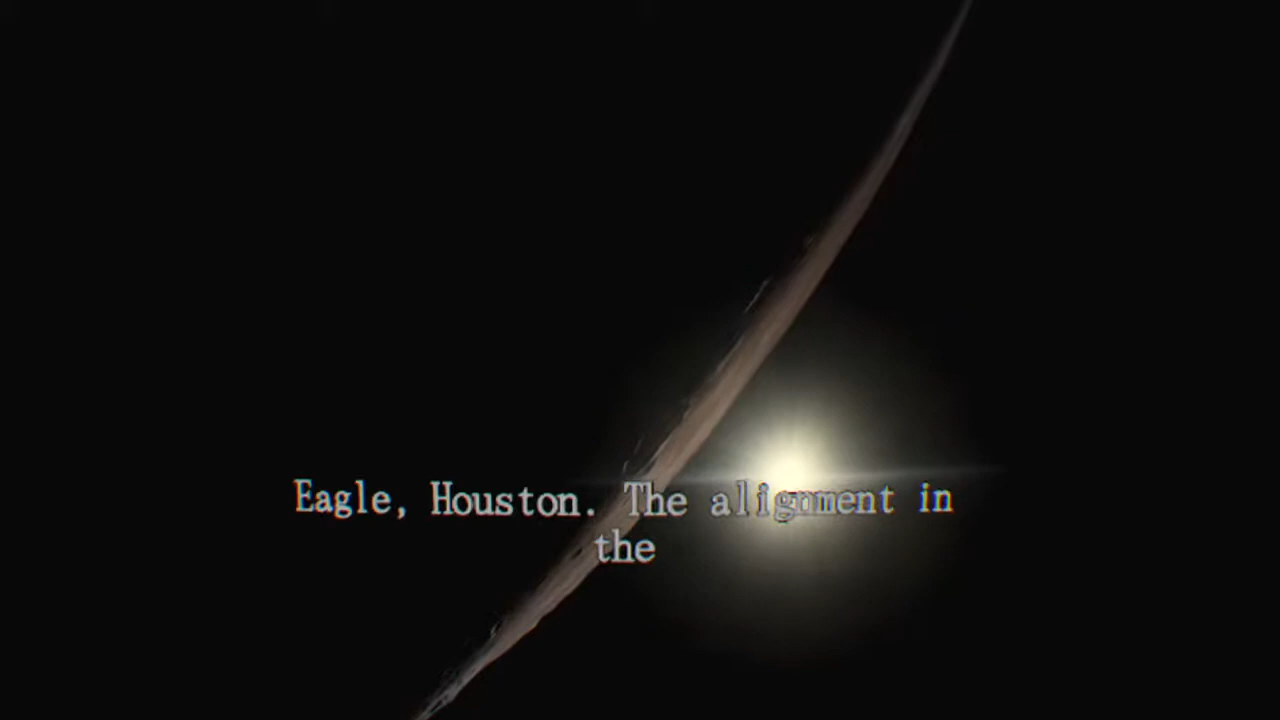 Eagle, Houston. The alignment in
the